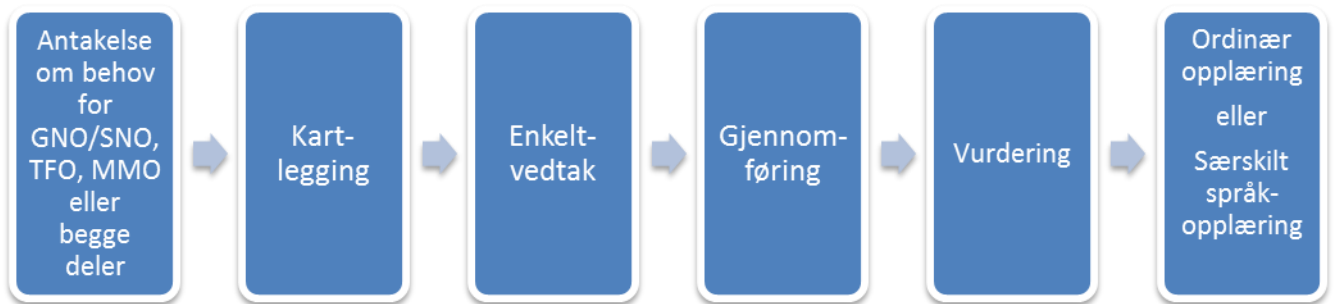 Antakelse
om behov
for
GNO/SNO,
TFO, MMO
eller
begge
deler
Kart-
legging
Enkelt-
vedtak
Gjennom-
føring
Vurdering
Ordinær
opplæring
eller
Særskilt
språk-
opplæring